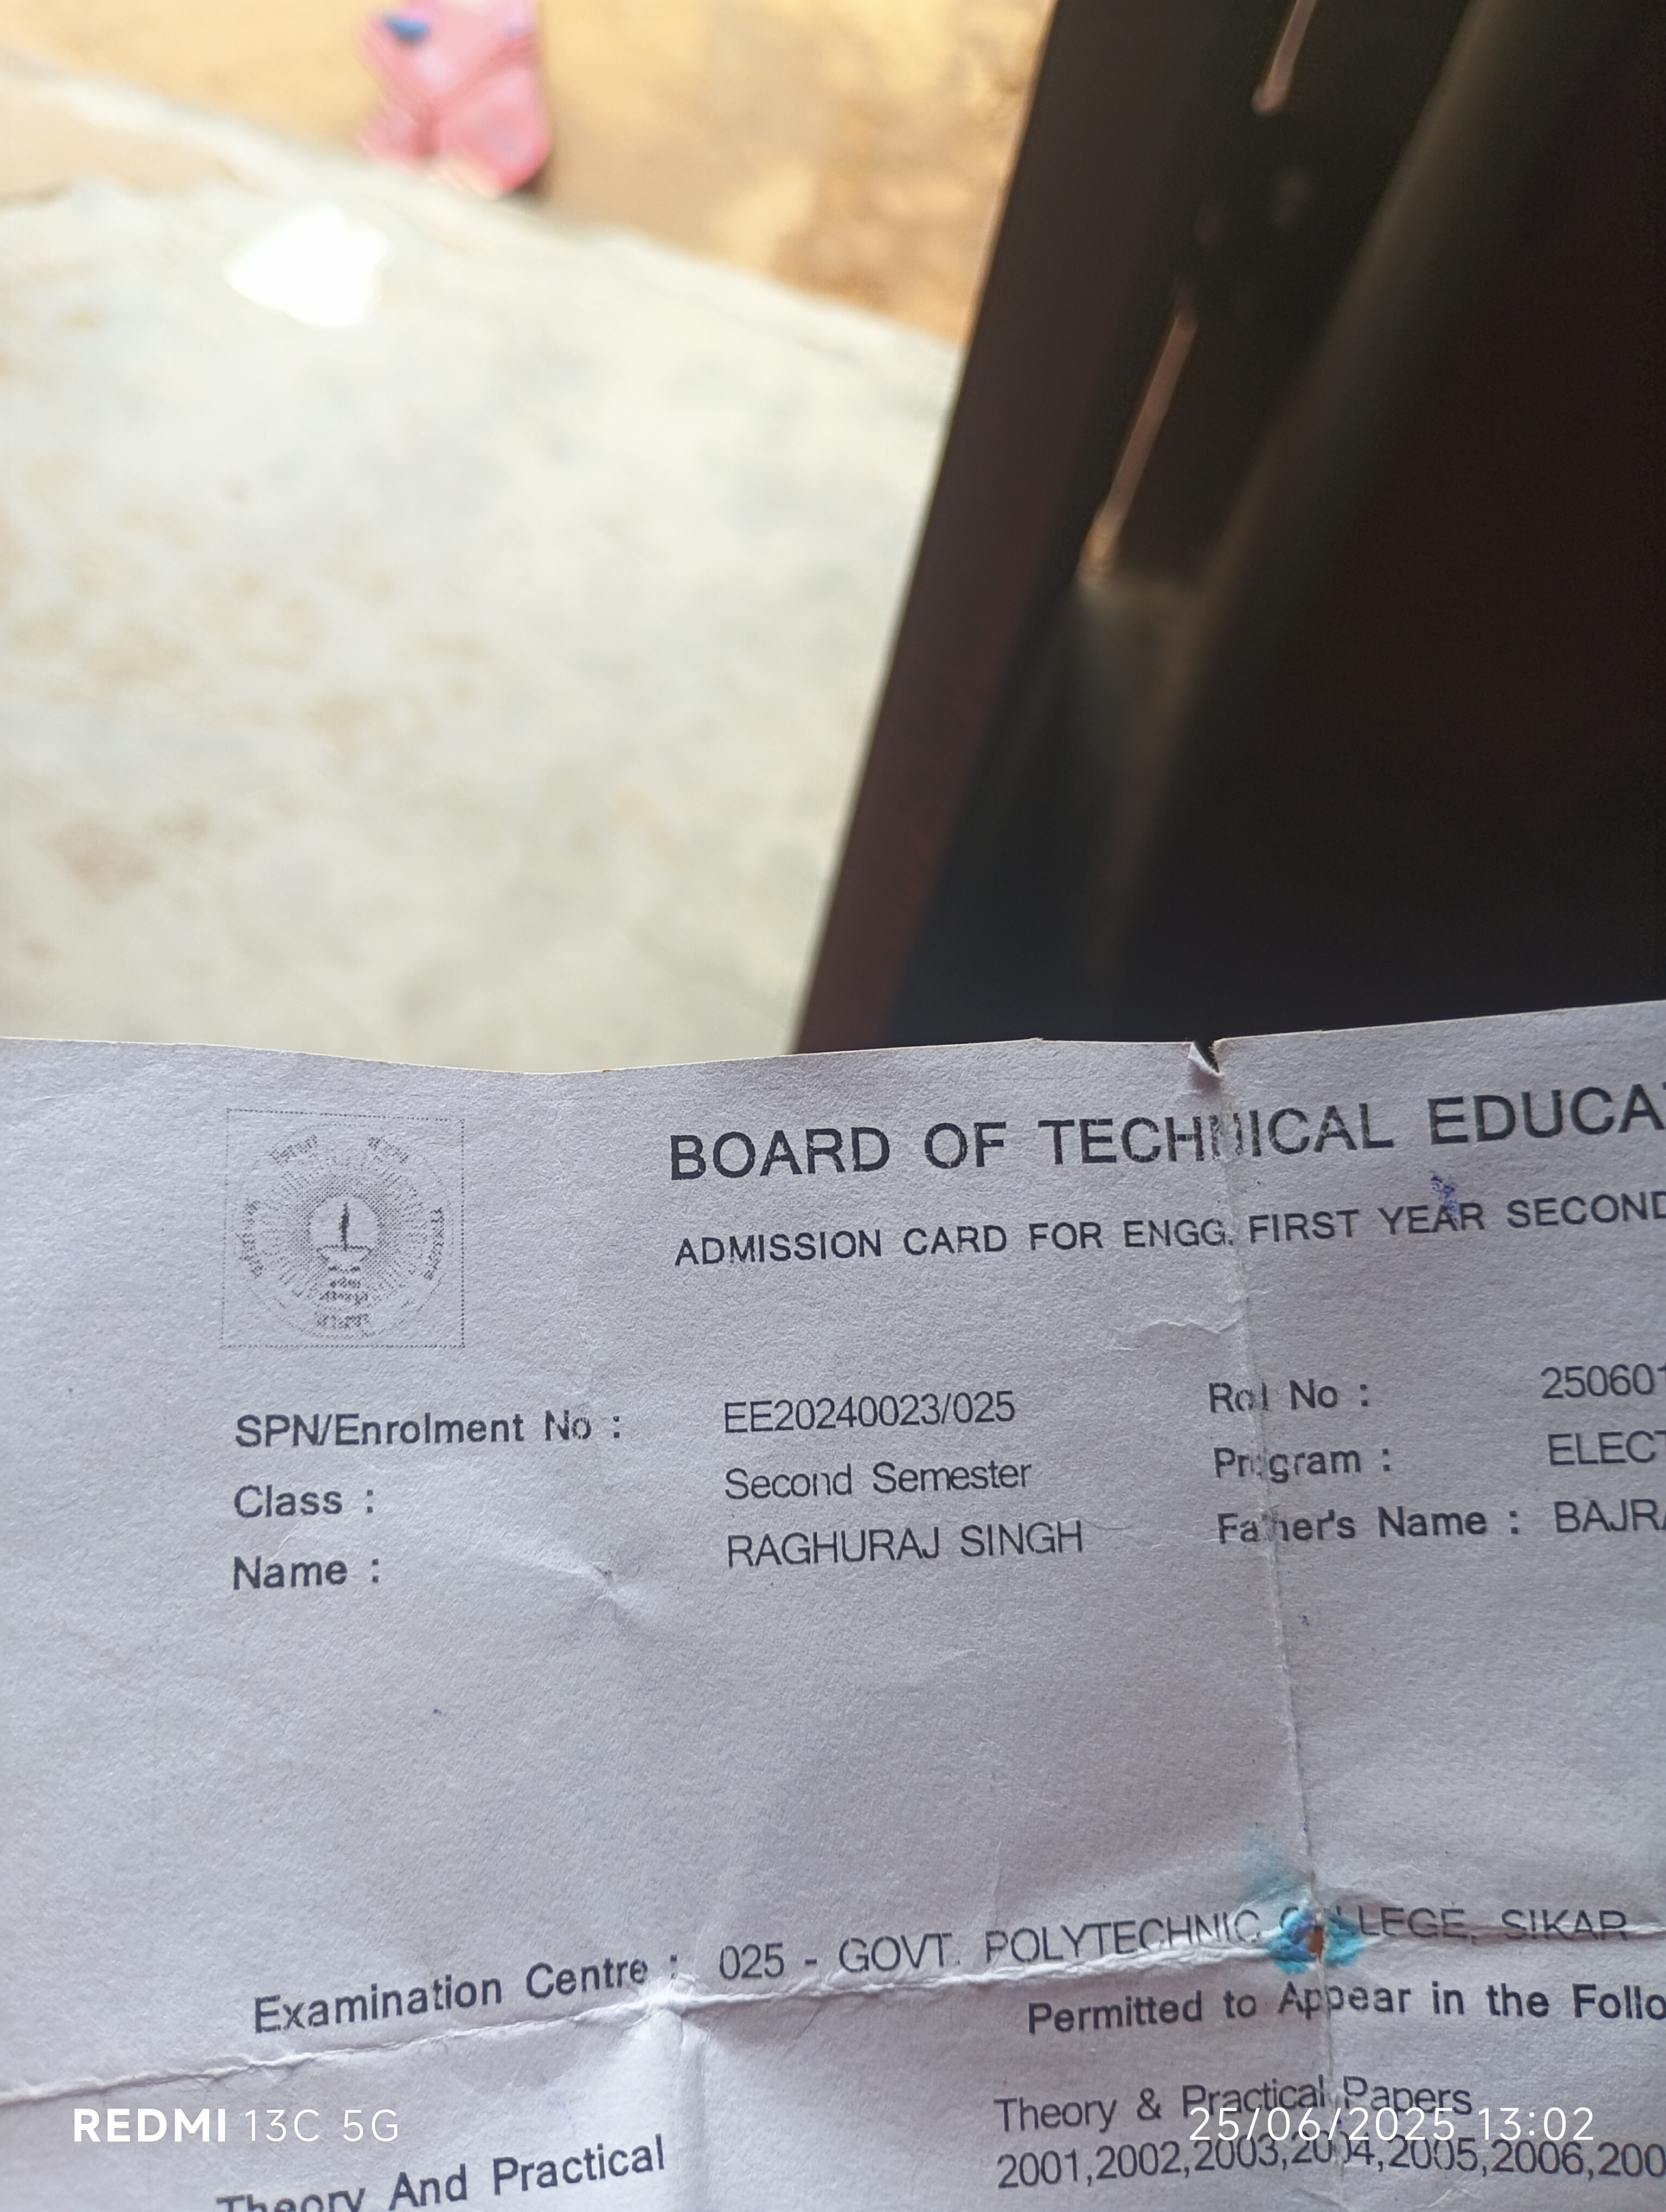 BOARD OF TECHNICAL EDUCA
ADMISSION CARD FOR ENGG. FIRST YEAR SECOND
SPN/Enrolment No : EE20240023/025 Rol No : 250601
Class : Second Semester Program : ELECT
Name : RAGHURAJ SINGH Father's Name : BAJRA
Examination Centre : 025 - GOVT. POLYTECHNIC COLLEGE, SIKAR
Permitted to Appear in the Follo
Theory & Practical Papers
Theory And Practical 2001,2002,2003,2004,2005,2006,200
REDMI 13C 5G 25/06/2025 13:02